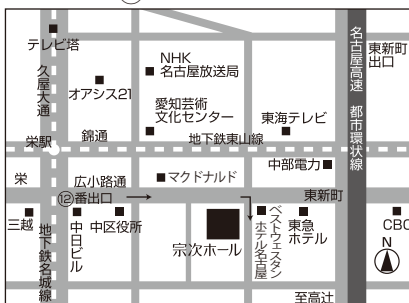 テレビ塔
久屋大通
NHK
名古屋放送局
オアシス21
愛知芸術
文化センター
東海テレビ
名古屋高速 都市環状線
東新町
出口
栄駅
錦通
地下鉄東山線
中部電力
栄
広小路通
マクドナルド
東新町
⑫番出口
三越
地下鉄名城線
中日ビル
中区役所
宗次ホール
ベストウェスタン
ホテル名古屋
東急
ホテル
CBC
N
至高辻